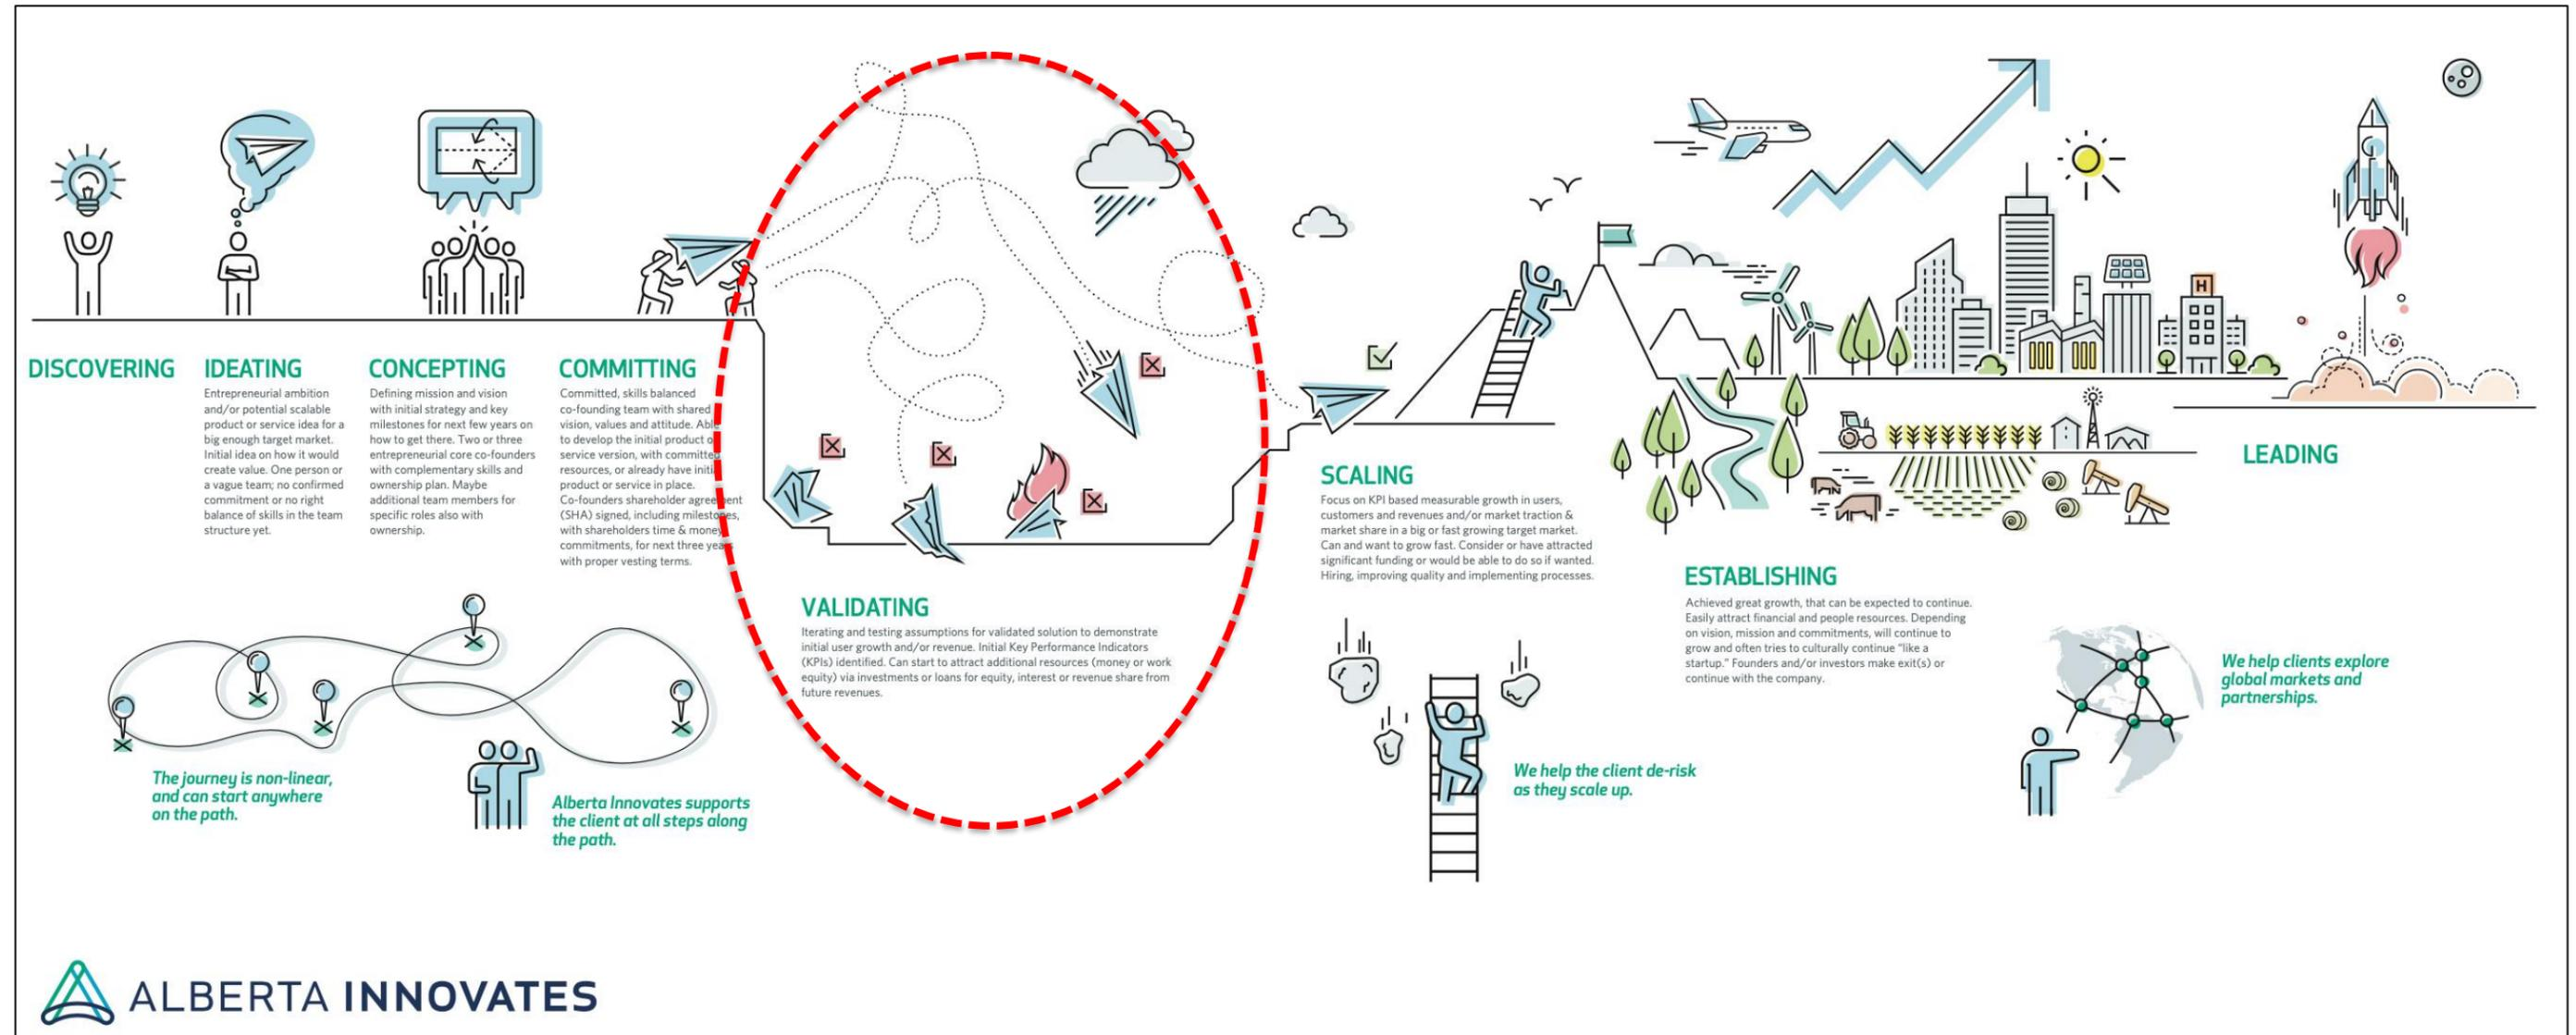 DISCOVERING
IDEATING
Entrepreneurial ambition
and/or potential scalable
product or service idea for a
big enough target market.
Initial idea on how it would
create value. One person or
a vague team; no confirmed
commitment or no right
balance of skills in the team
structure yet.
CONCEPTING
Defining mission and vision
with initial strategy and key
milestones for next few years on
how to get there. Two or three
entrepreneurial core co-founders
with complementary skills and
ownership plan. Maybe
additional team members for
specific roles also with
ownership.
COMMITTING
Committed, skills balanced
co-founding team with shared
vision, values and attitude. Able
to develop the initial product or
service version, with committed
resources, or already have initial
product or service in place.
Co-founders shareholder agreement
(SHA) signed, including milestones,
with shareholders time & money
commitments, for next three years
with proper vesting terms.
VALIDATING
Iterating and testing assumptions for validated solution to demonstrate
initial user growth and/or revenue. Initial Key Performance Indicators
(KPIs) identified. Can start to attract additional resources (money or work
equity) via investments or loans for equity, interest or revenue share from
future revenues.
SCALING
Focus on KPI based measurable growth in users,
customers and revenues and/or market traction &
market share in a big or fast growing target market.
Can and want to grow fast. Consider or have attracted
significant funding or would be able to do so if wanted.
Hiring, improving quality and implementing processes.
H
ESTABLISHING
Achieved great growth, that can be expected to continue.
Easily attract financial and people resources. Depending
on vision, mission and commitments, will continue to
grow and often tries to culturally continue "like a
startup." Founders and/or investors make exit(s) or
continue with the company.
LEADING
The journey is non-linear,
and can start anywhere
on the path.
Alberta Innovates supports
the client at all steps along
the path.
We help the client de-risk
as they scale up.
We help clients explore
global markets and
partnerships.
ALBERTA INNOVATES